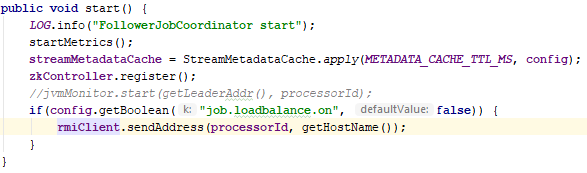 public void start() {
LOG.info("FollowerJobCoordinator start");
startMetrics();
streamMetadataCache = StreamMetadataCache.apply(METADATA_CACHE_TTL_MS, config);
zkController.register();
//jvmMonitor.start(getLeaderAddr(), processorId);
if(config.getBoolean( k: "job.loadbalance.on", defaultValue: false)) {
rmiClient.sendAddress(processorId, getHostName());
}
}